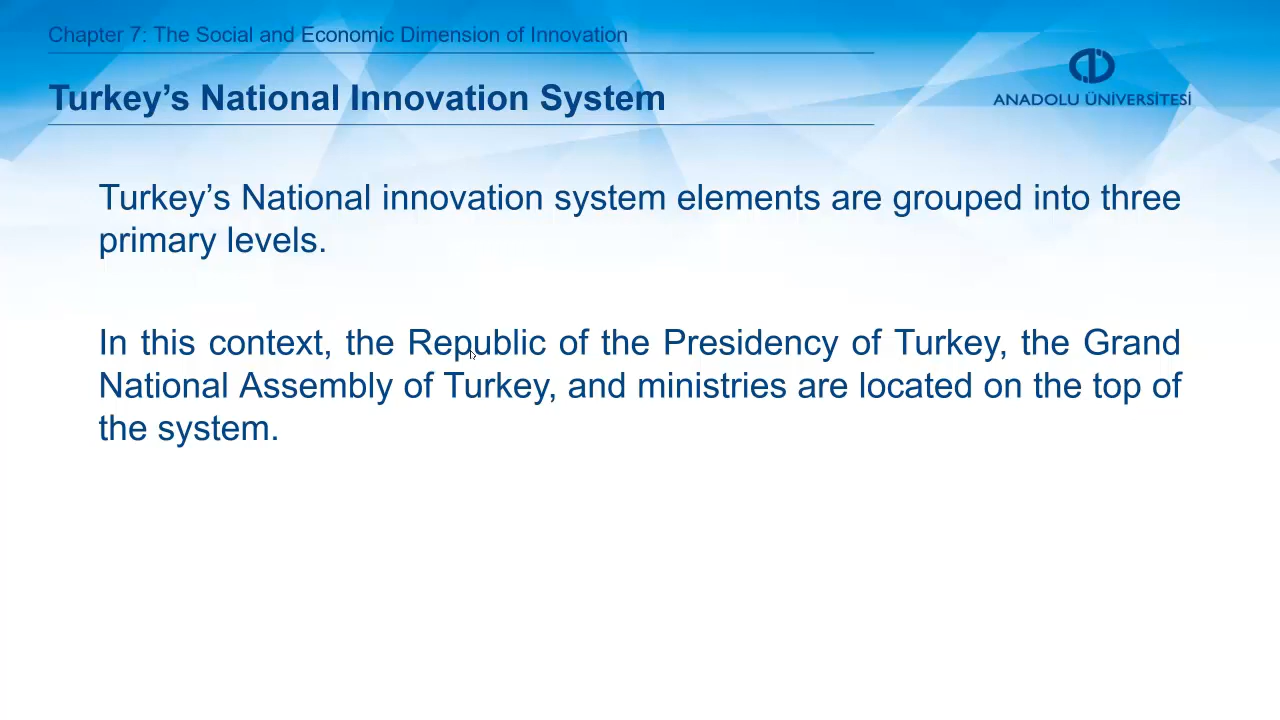 Chapter 7: The Social and Economic Dimension of Innovation
Turkey’s National Innovation System
ANADOLU ÜNİVERSİTESİ
Turkey’s National innovation system elements are grouped into three
primary levels.
In this context, the Republic of the Presidency of Turkey, the Grand
National Assembly of Turkey, and ministries are located on the top of
the system.